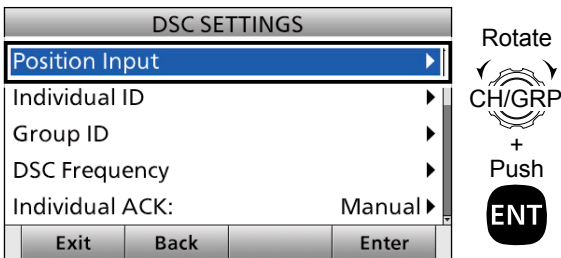 DSC SETTINGS
Position Input
Individual ID
Group ID
DSC Frequency
Individual ACK: Manual
Exit Back Enter
Rotate
CH/GRP
+
Push
ENT